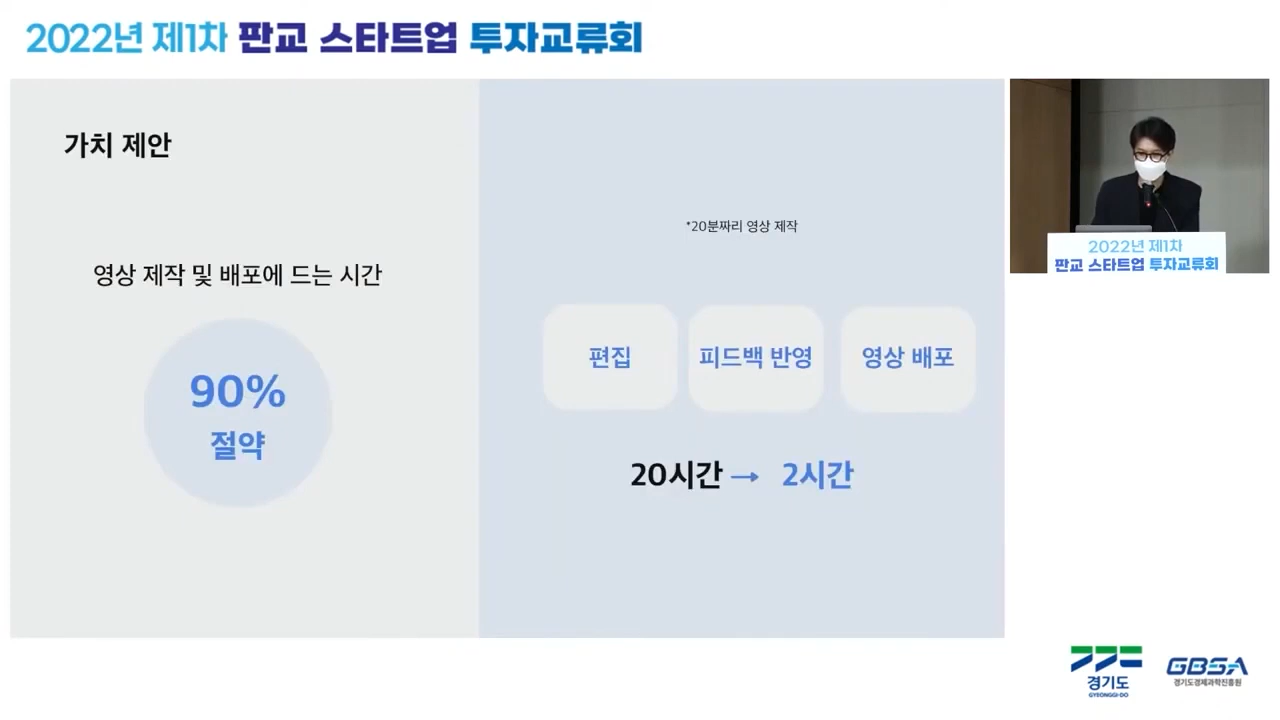 2022년 제1차 판교 스타트업 투자교류회
가치 제안
영상 제작 및 배포에 드는 시간
90%
절약
*20분짜리 영상 제작
편집
피드백 반영
영상 배포
20시간 → 2시간
2022년 제1차
판교 스타트업 투자교류회
경기도
GYEONGGI-DO
GBSA
경기도경제과학진흥원